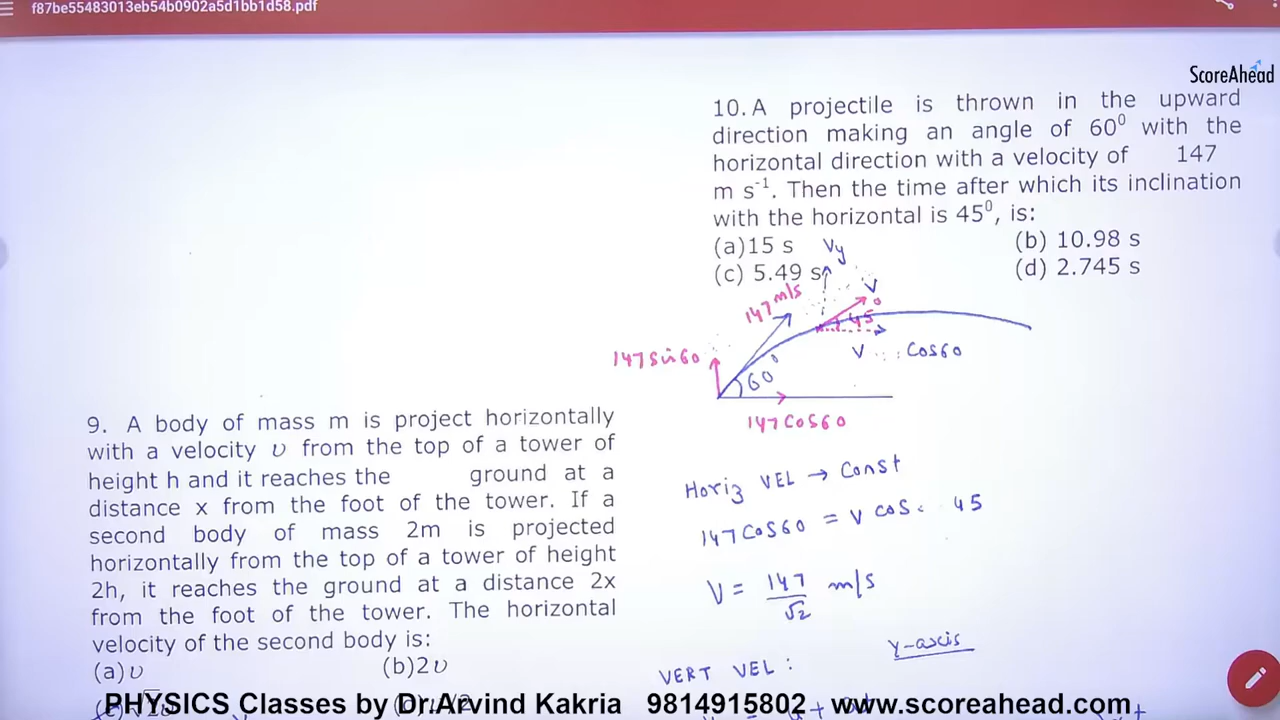 f87be55483013eb54b0902a5d1bb1d58.pdf
ScoreAhead
10. A projectile is thrown in the upward
direction making an angle of 60⁰ with the
horizontal direction with a velocity of 147
m s⁻¹. Then the time after which its inclination
with the horizontal is 45⁰, is:
(a)15 s (b) 10.98 s
(c) 5.49 s (d) 2.745 s
Vy
V
147 m/s
45°
147 sin 60
V Cos60
60°
147 COS 60
Horiz VEL → Const
147 Cos 60 = V cos 45
V = 147/√2 m/s
Y-axis
VERT VEL :
9. A body of mass m is project horizontally
with a velocity υ from the top of a tower of
height h and it reaches the ground at a
distance x from the foot of the tower. If a
second body of mass 2m is projected
horizontally from the top of a tower of height
2h, it reaches the ground at a distance 2x
from the foot of the tower. The horizontal
velocity of the second body is:
(a) υ (b) 2υ
PHYSICS Classes by Dr.Arvind Kakria 9814915802 www.scoreahead.com